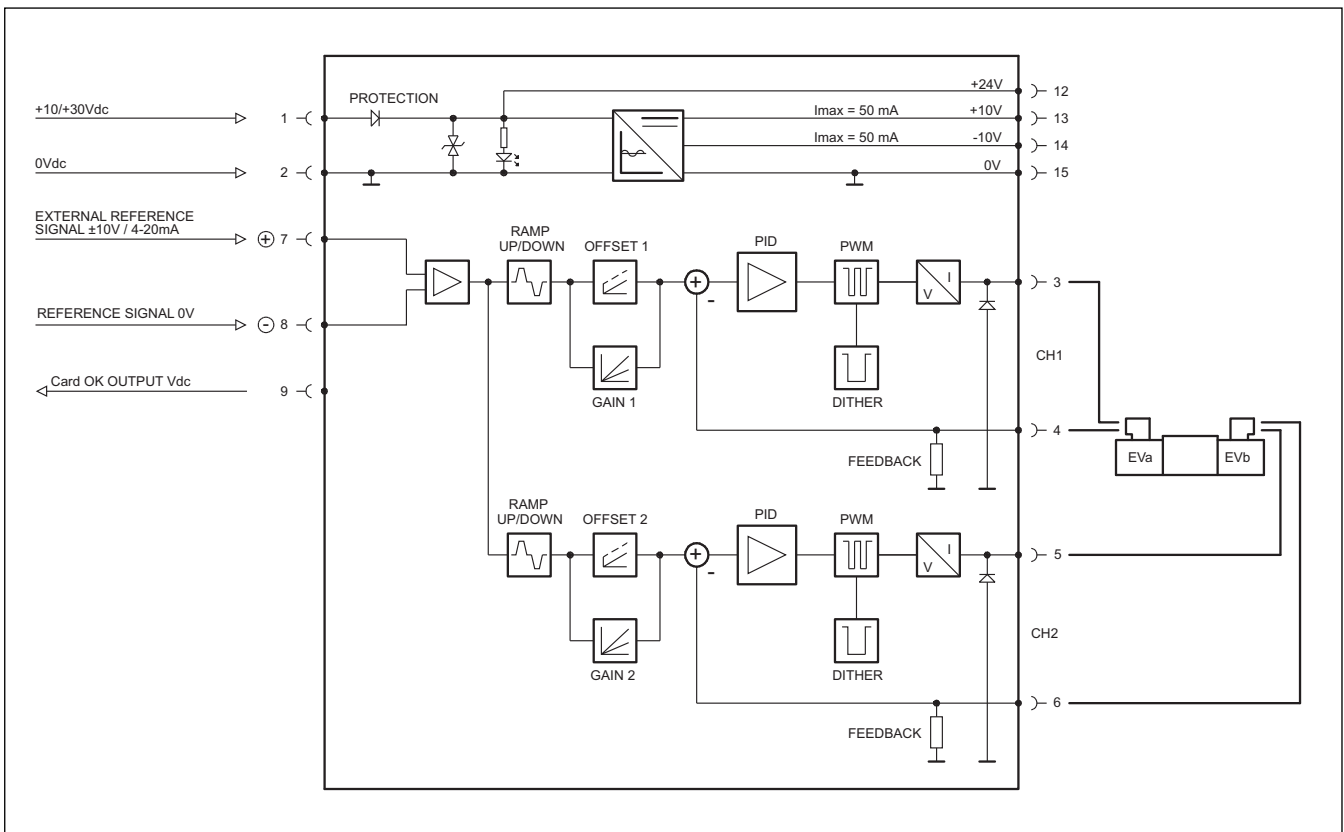 +24V
12
+10/+30Vdc
PROTECTION
1
Imax = 50 mA
+10V
13
Imax = 50 mA
-10V
14
0Vdc
2
0V
15
EXTERNAL REFERENCE
SIGNAL ±10V / 4-20mA
+ 7
RAMP
UP/DOWN
OFFSET 1
PID
PWM
+
-
I
V
3
REFERENCE SIGNAL 0V
- 8
CH1
Card OK OUTPUT Vdc
9
GAIN 1
DITHER
4
FEEDBACK
EVa
EVb
RAMP
UP/DOWN
OFFSET 2
PID
PWM
+
-
I
V
5
CH2
GAIN 2
DITHER
6
FEEDBACK